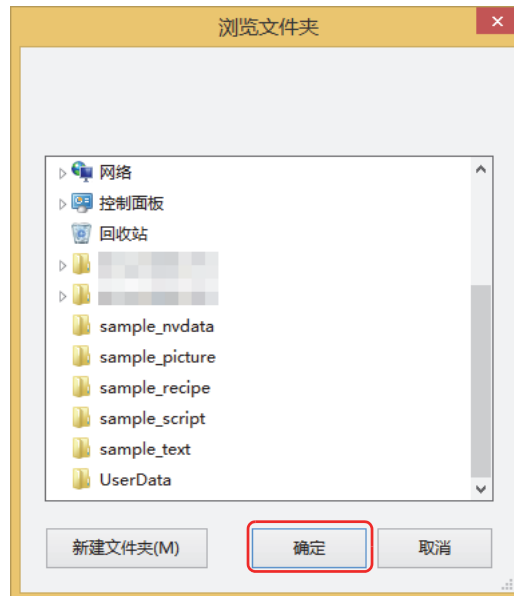 浏览文件夹
网络
控制面板
回收站
sample_nvdata
sample_picture
sample_recipe
sample_script
sample_text
UserData
新建文件夹(M)
确定
取消